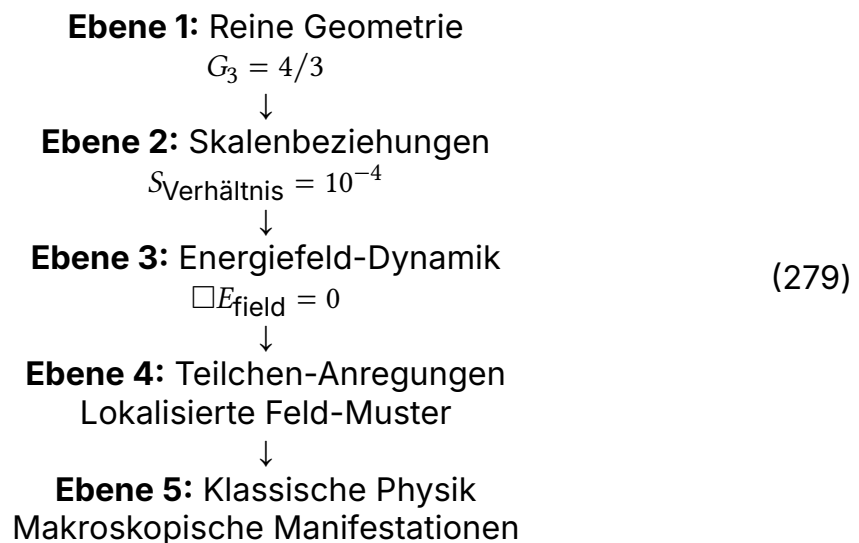 Ebene 1: Reine Geometrie
G₃ = 4/3
↓
Ebene 2: Skalenbeziehungen
S_Verhältnis = 10⁻⁴
↓
Ebene 3: Energiefeld-Dynamik
□E_field = 0
(279)
↓
Ebene 4: Teilchen-Anregungen
Lokalisierte Feld-Muster
↓
Ebene 5: Klassische Physik
Makroskopische Manifestationen